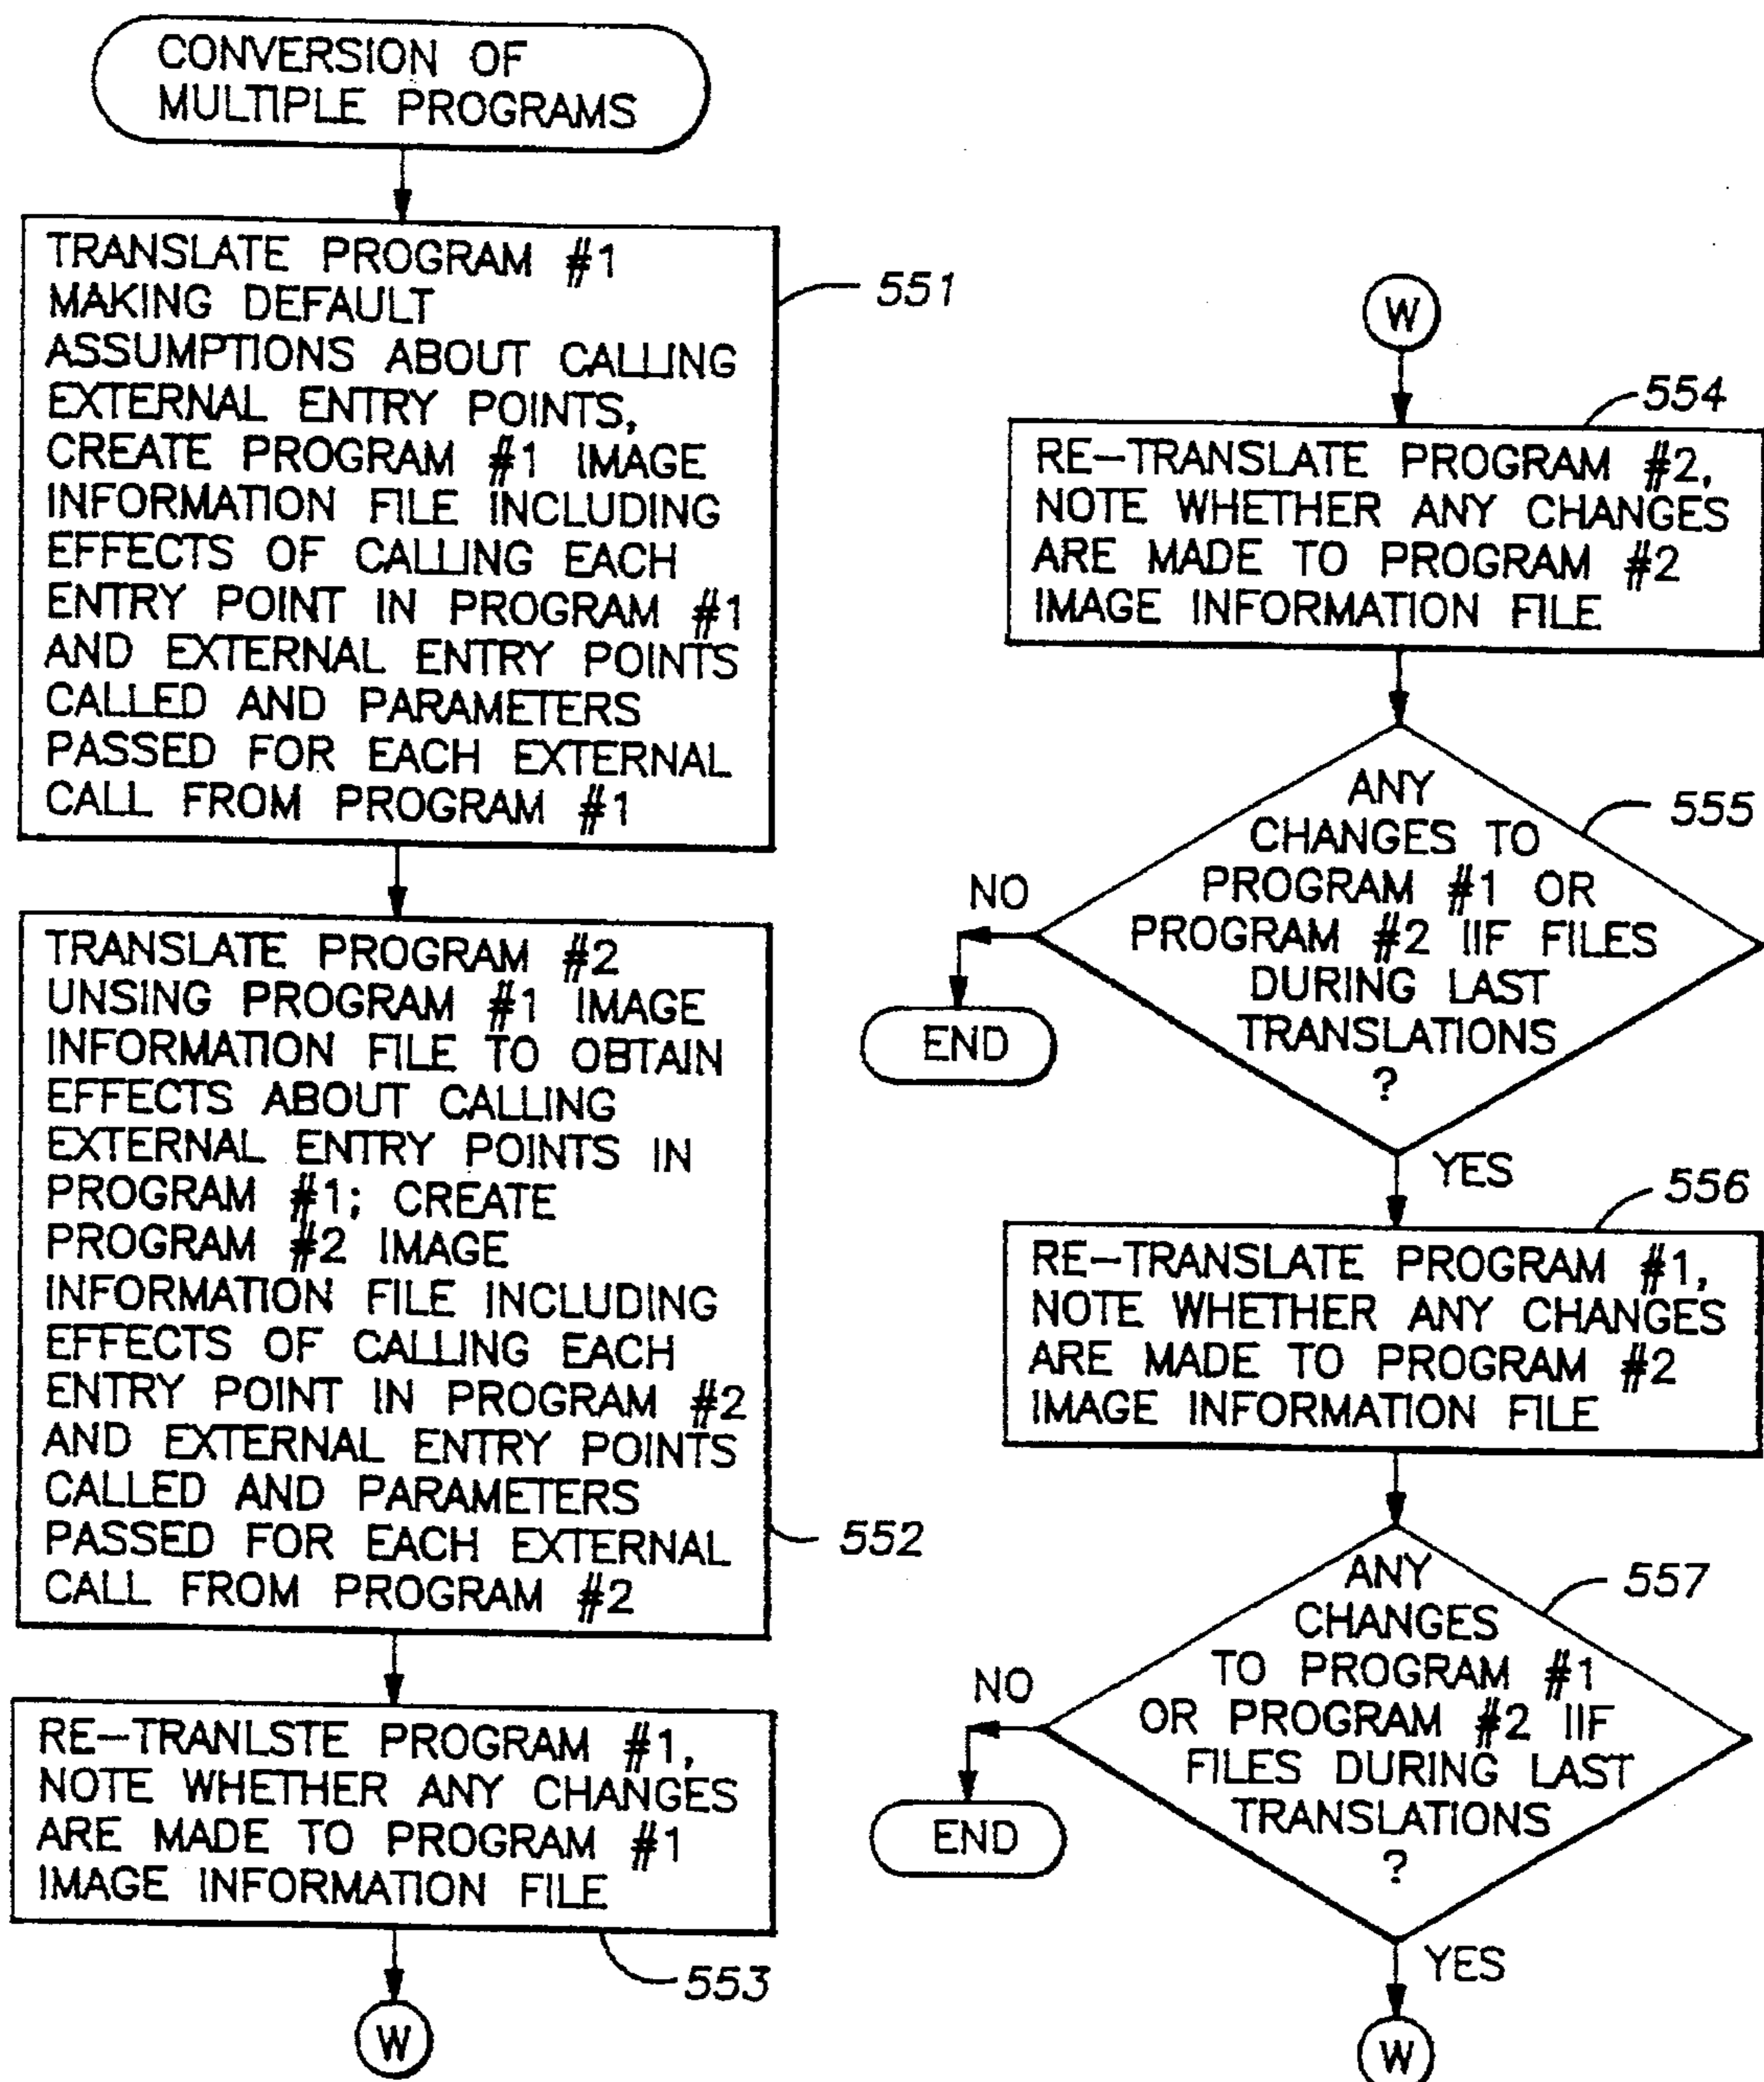 CONVERSION OF
MULTIPLE PROGRAMS
TRANSLATE PROGRAM #1
MAKING DEFAULT
ASSUMPTIONS ABOUT CALLING
EXTERNAL ENTRY POINTS,
CREATE PROGRAM #1 IMAGE
INFORMATION FILE INCLUDING
EFFECTS OF CALLING EACH
ENTRY POINT IN PROGRAM #1
AND EXTERNAL ENTRY POINTS
CALLED AND PARAMETERS
PASSED FOR EACH EXTERNAL
CALL FROM PROGRAM #1
551
TRANSLATE PROGRAM #2
UNSING PROGRAM #1 IMAGE
INFORMATION FILE TO OBTAIN
EFFECTS ABOUT CALLING
EXTERNAL ENTRY POINTS IN
PROGRAM #1; CREATE
PROGRAM #2 IMAGE
INFORMATION FILE INCLUDING
EFFECTS OF CALLING EACH
ENTRY POINT IN PROGRAM #2
AND EXTERNAL ENTRY POINTS
CALLED AND PARAMETERS
PASSED FOR EACH EXTERNAL
CALL FROM PROGRAM #2
552
RE-TRANLSTE PROGRAM #1,
NOTE WHETHER ANY CHANGES
ARE MADE TO PROGRAM #1
IMAGE INFORMATION FILE
553
W
W
554
RE-TRANSLATE PROGRAM #2,
NOTE WHETHER ANY CHANGES
ARE MADE TO PROGRAM #2
IMAGE INFORMATION FILE
ANY
CHANGES TO
PROGRAM #1 OR
PROGRAM #2 IIF FILES
DURING LAST
TRANSLATIONS
?
555
NO
END
YES
556
RE-TRANSLATE PROGRAM #1,
NOTE WHETHER ANY CHANGES
ARE MADE TO PROGRAM #2
IMAGE INFORMATION FILE
ANY
CHANGES
TO PROGRAM #1
OR PROGRAM #2 IIF
FILES DURING LAST
TRANSLATIONS
?
557
NO
END
YES
W